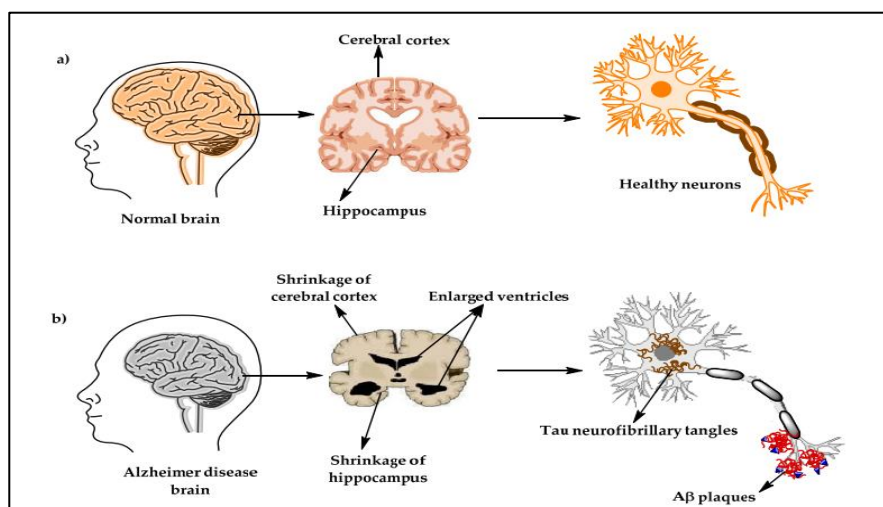 a)
Cerebral cortex
Normal brain
Hippocampus
Healthy neurons
b)
Shrinkage of
cerebral cortex
Enlarged ventricles
Alzheimer disease
brain
Shrinkage of
hippocampus
Tau neurofibrillary tangles
Aβ plaques